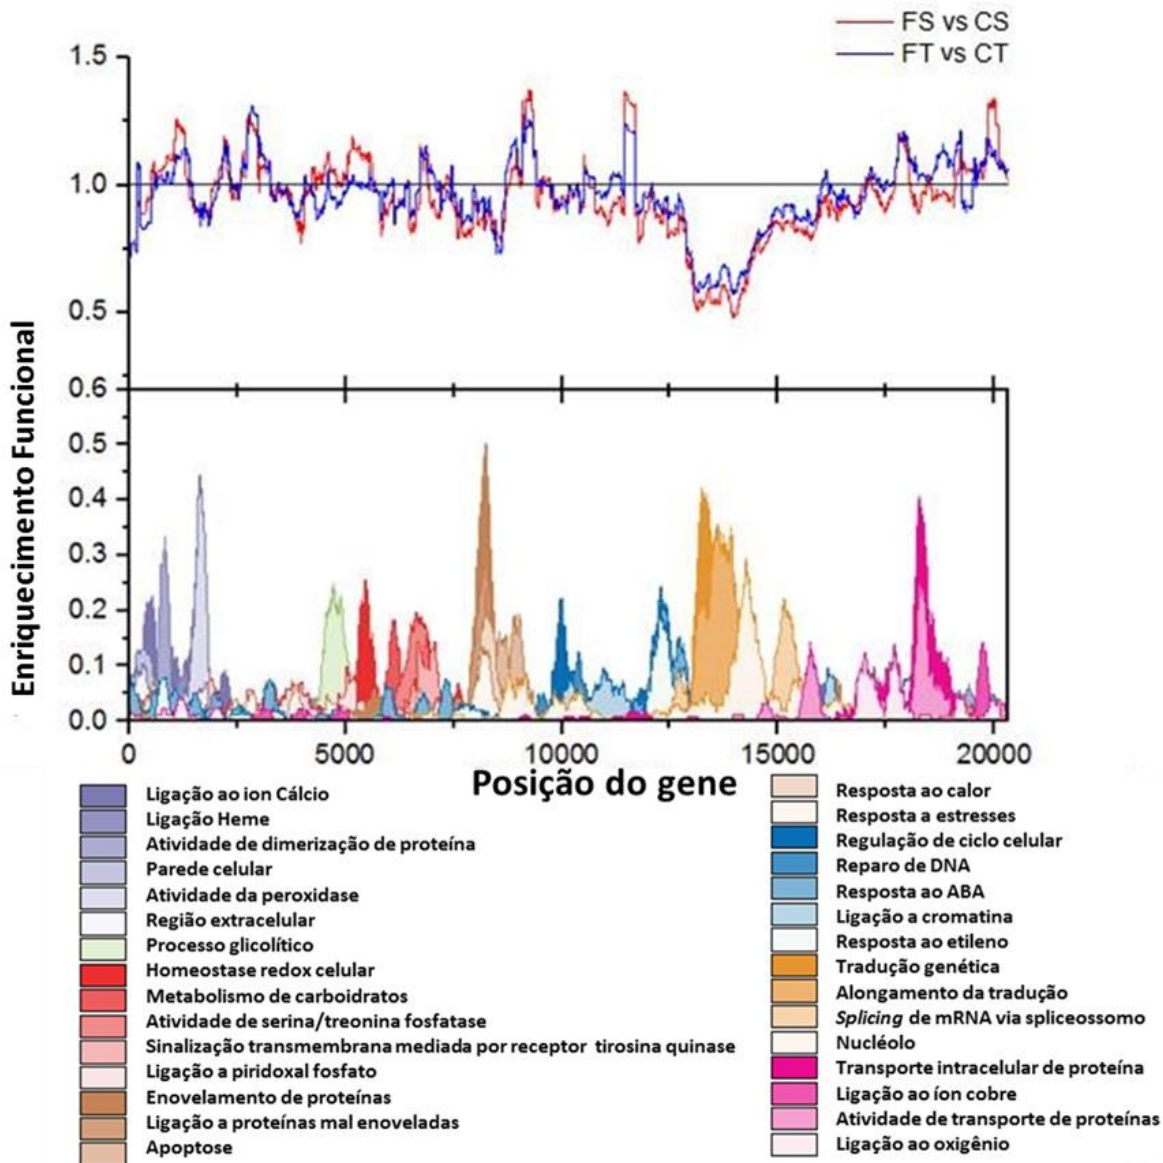 FS vs CS
FT vs CT
1.5
1.0
0.5
0.6
0.5
0.4
0.3
0.2
0.1
0.0
Enriquecimento Funcional
0 5000 10000 15000 20000
Posição do gene
Ligação ao ion Cálcio
Ligação Heme
Atividade de dimerização de proteína
Parede celular
Atividade da peroxidase
Região extracelular
Processo glicolítico
Homeostase redox celular
Metabolismo de carboidratos
Atividade de serina/treonina fosfatase
Sinalização transmembrana mediada por receptor tirosina quinase
Ligação a piridoxal fosfato
Enovelamento de proteínas
Ligação a proteínas mal enoveladas
Apoptose
Resposta ao calor
Resposta a estresses
Regulação de ciclo celular
Reparo de DNA
Resposta ao ABA
Ligação a cromatina
Resposta ao etileno
Tradução genética
Alongamento da tradução
Splicing de mRNA via spliceossomo
Nucléolo
Transporte intracelular de proteína
Ligação ao íon cobre
Atividade de transporte de proteínas
Ligação ao oxigênio